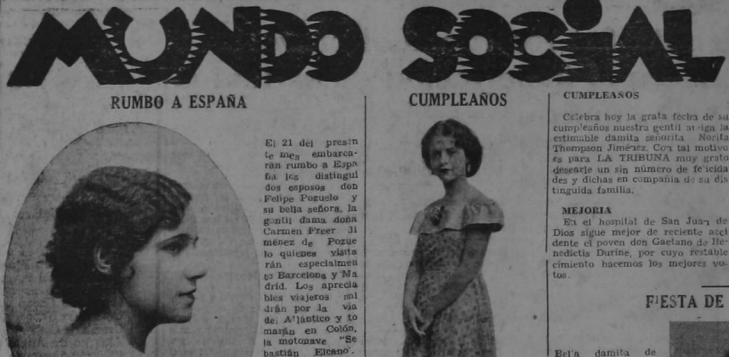 MUNDO SOCIAL
RUMBO A ESPAÑA
El 21 del presen
te mes embarca-
rán rumbo a Espa
ña los distingui
dos esposos don
Felipe Pozuelo y
su bella señora, la
gentil dama doña
Carmen Freer Ji
ménez de Pozue
lo quienes visita
rán especialmen
te Barcelona y Ma
drid. Los aprecia
bles viajeros sal
drán por la vía
del Atlántico y to
marán en Colón,
la motonave "Se
bastián Elcano".
CUMPLEAÑOS
CUMPLEAÑOS
Celebra hoy la grata fecha de su
cumpleaños nuestra gentil amiga la
estimable damita señorita Norita
Thompson Jiménez. Con tal motivo
es para LA TRIBUNA muy grato
desearle un sin número de felicida
des y dichas en compañía de su dis
tinguida familia.
MEJORIA
En el hospital de San Juan de
Dios sigue mejor de reciente acci
dente el joven don Gaetano de Be-
nedictis Durine, por cuyo restable
cimiento hacemos los mejores vo-
tos.
FIESTA DE
Bella damita de